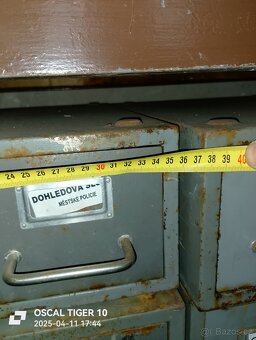 24 25 26 27 28 29 30 31 32 33 34 35 36 37 38 39 40
DOHLEDOVÁ
MĚSTSKÉ POLICIE
OSCAL TIGER 10
2025-04-11 17:44